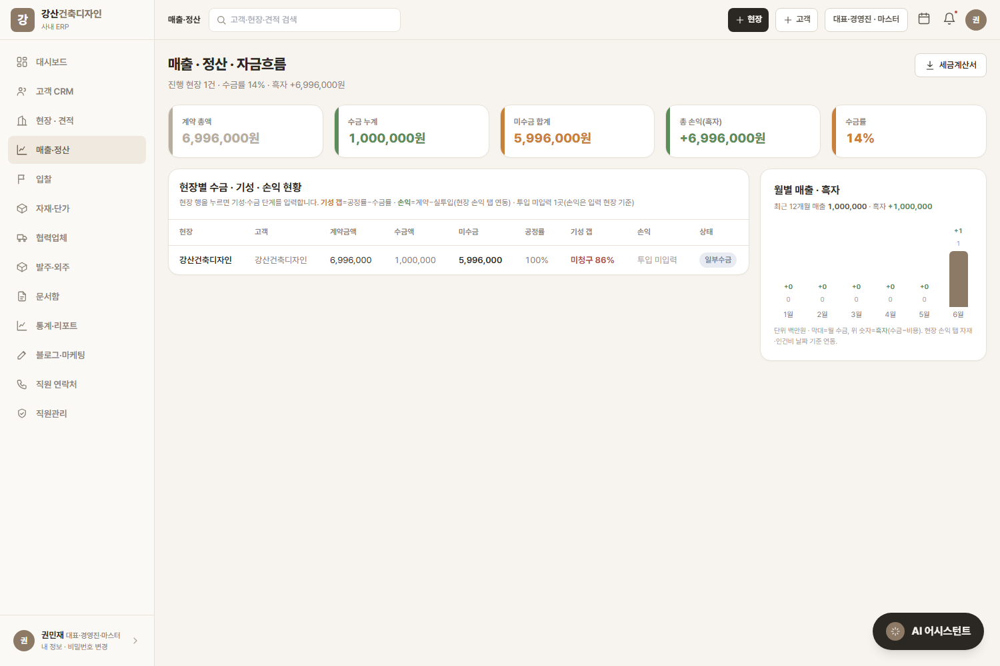 강
강산건축디자인
사내 ERP
매출·정산
고객·현장·견적 검색
현장
고객
대표·경영진 · 마스터
권
대시보드
고객 CRM
현장 · 견적
매출·정산
입찰
자재·단가
협력업체
발주·외주
문서함
통계·리포트
블로그·마케팅
직원 연락처
직원관리
매출 · 정산 · 자금흐름
진행 현장 1건 · 수금률 14% · 흑자 +6,996,000원
세금계산서
계약 총액
6,996,000원
수금 누계
1,000,000원
미수금 합계
5,996,000원
총 손익(흑자)
+6,996,000원
수금률
14%
현장별 수금 · 기성 · 손익 현황
현장 행을 누르면 기성·수금 단계를 입력합니다. 기성 갭=공정률−수금률 · 손익=계약−실투입(현장 손익 탭 연동) · 투입 미입력 1곳(손익은 입력 현장 기준)
현장 고객 계약금액 수금액 미수금 공정률 기성 갭 손익 상태
강산건축디자인 강산건축디자인 6,996,000 1,000,000 5,996,000 100% 미청구 86% 투입 미입력 일부수금
월별 매출 · 흑자
최근 12개월 매출 1,000,000 · 흑자 +1,000,000
+1
1
+0 +0 +0 +0 +0
0 0 0 0 0
1월 2월 3월 4월 5월 6월
단위 백만원 · 막대=월 수금, 위 숫자=흑자(수금−비용). 현장 손익 탭 자재
·인건비 날짜 기준 연동.
권
권민재 대표·경영진·마스터
내 정보 · 비밀번호 변경
AI 어시스턴트